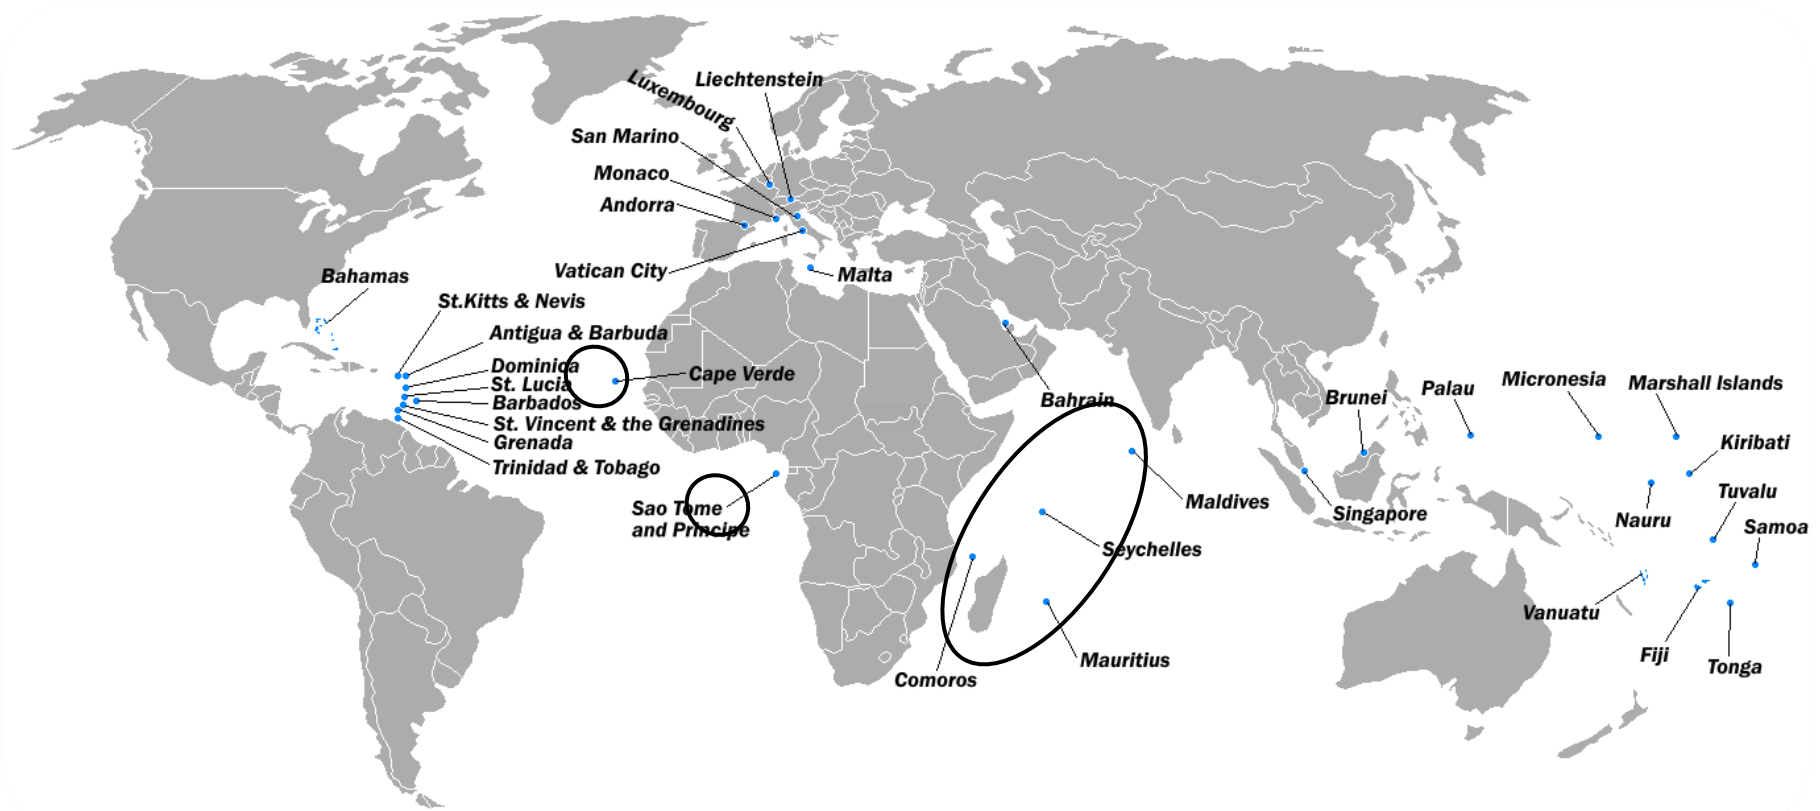 Liechtenstein
Luxembourg
San Marino
Monaco
Andorra
Vatican City
Malta
Bahamas
St.Kitts & Nevis
Antigua & Barbuda
Dominica
St. Lucia
Barbados
St. Vincent & the Grenadines
Grenada
Trinidad & Tobago
Cape Verde
Sao Tome
and Principe
Bahrain
Maldives
Seychelles
Mauritius
Comoros
Brunei
Singapore
Palau
Micronesia
Marshall Islands
Kiribati
Nauru
Tuvalu
Samoa
Vanuatu
Fiji
Tonga